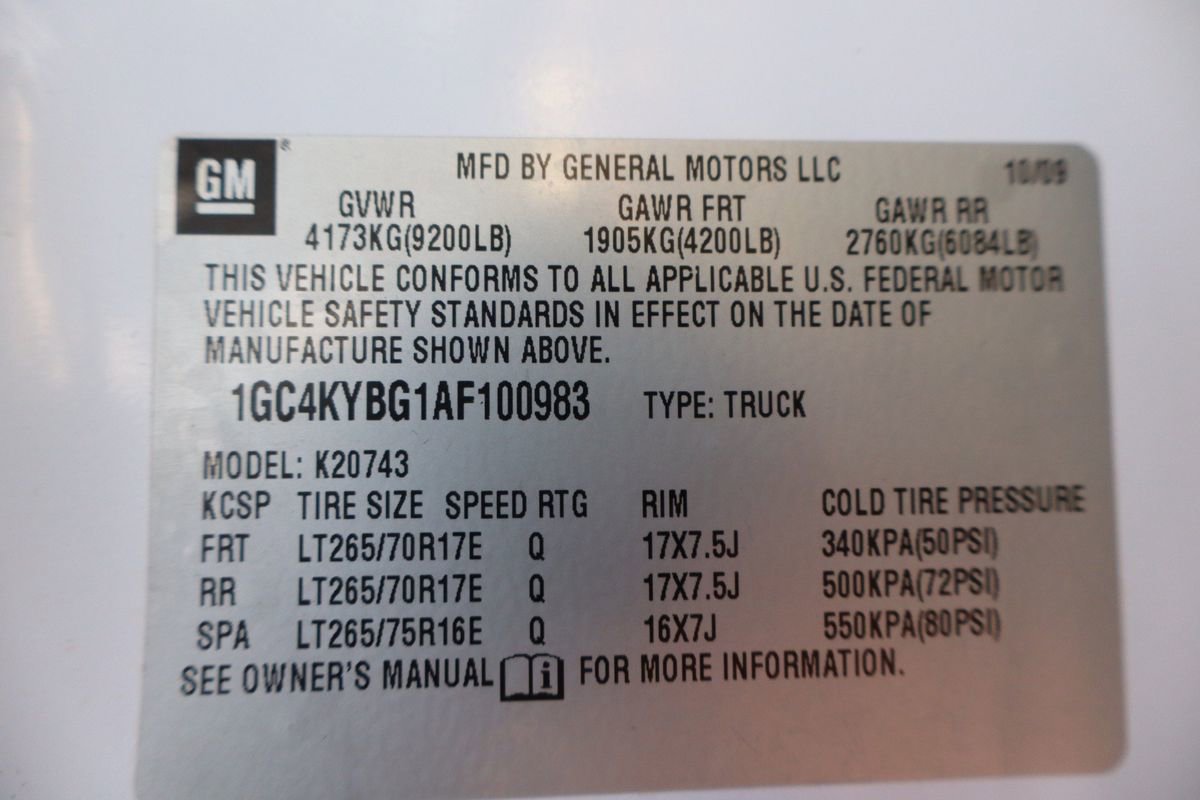 GM® MFD BY GENERAL MOTORS LLC 10/09
GVWR GAWR FRT GAWR RR
4173KG(9200LB) 1905KG(4200LB) 2760KG(6084LB)
THIS VEHICLE CONFORMS TO ALL APPLICABLE U.S. FEDERAL MOTOR
VEHICLE SAFETY STANDARDS IN EFFECT ON THE DATE OF
MANUFACTURE SHOWN ABOVE.
1GC4KYBG1AF100983 TYPE: TRUCK
MODEL: K20743
KCSP TIRE SIZE SPEED RTG RIM COLD TIRE PRESSURE
FRT LT265/70R17E Q 17X7.5J 340KPA(50PSI)
RR LT265/70R17E Q 17X7.5J 500KPA(72PSI)
SPA LT265/75R16E Q 16X7J 550KPA(80PSI)
SEE OWNER'S MANUAL i FOR MORE INFORMATION.